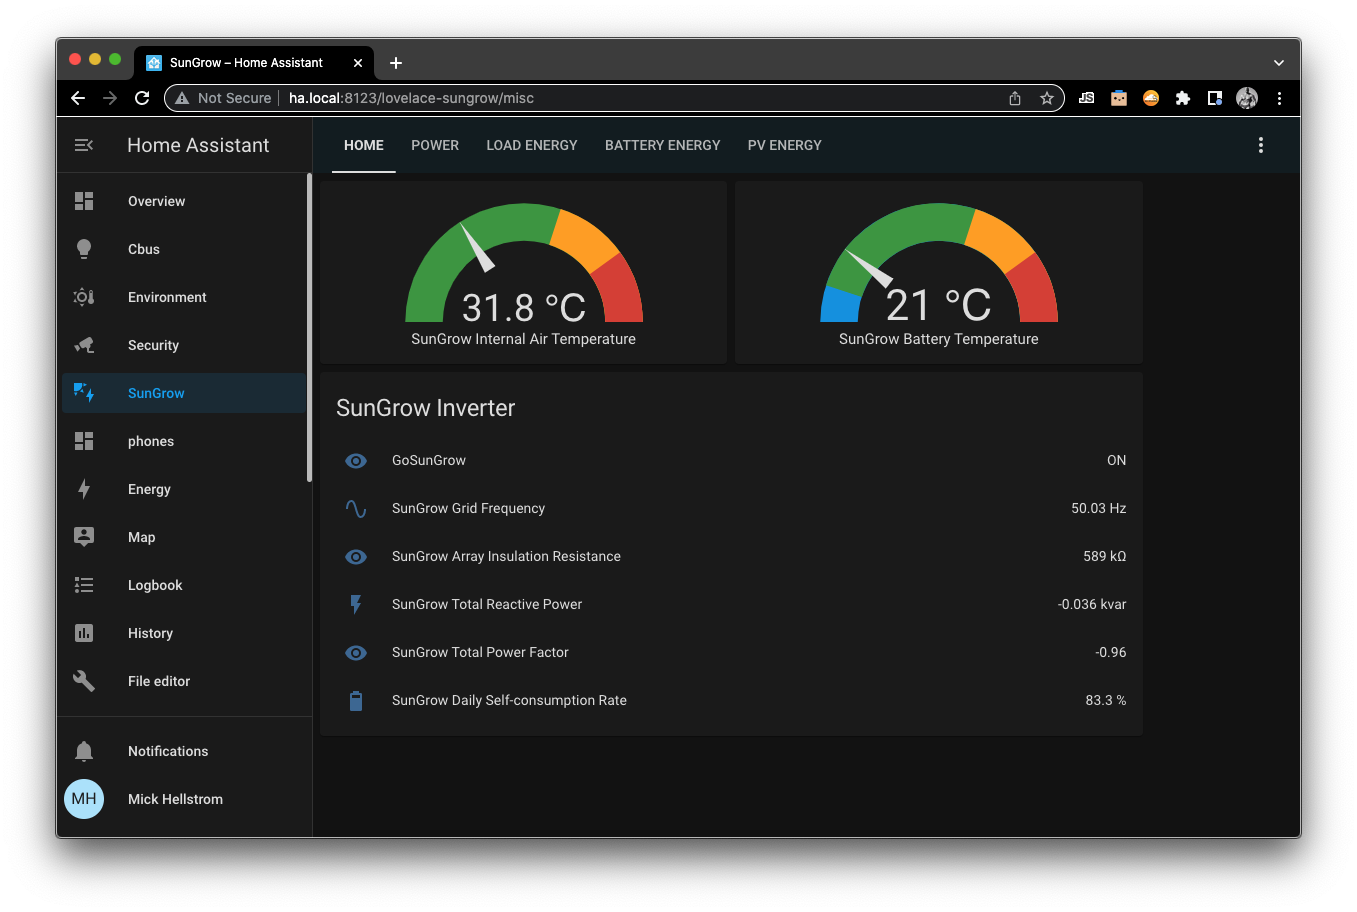 SunGrow – Home Assistant
Not Secure
ha.local:8123/lovelace-sungrow/misc
JS
Home Assistant
HOME
POWER
LOAD ENERGY
BATTERY ENERGY
PV ENERGY
Overview
Cbus
Environment
Security
SunGrow
phones
Energy
Map
Logbook
History
File editor
Notifications
MH
Mick Hellstrom
31.8 °C
SunGrow Internal Air Temperature
21 °C
SunGrow Battery Temperature
SunGrow Inverter
GoSunGrow ON
SunGrow Grid Frequency 50.03 Hz
SunGrow Array Insulation Resistance 589 kΩ
SunGrow Total Reactive Power -0.036 kvar
SunGrow Total Power Factor -0.96
SunGrow Daily Self-consumption Rate 83.3 %